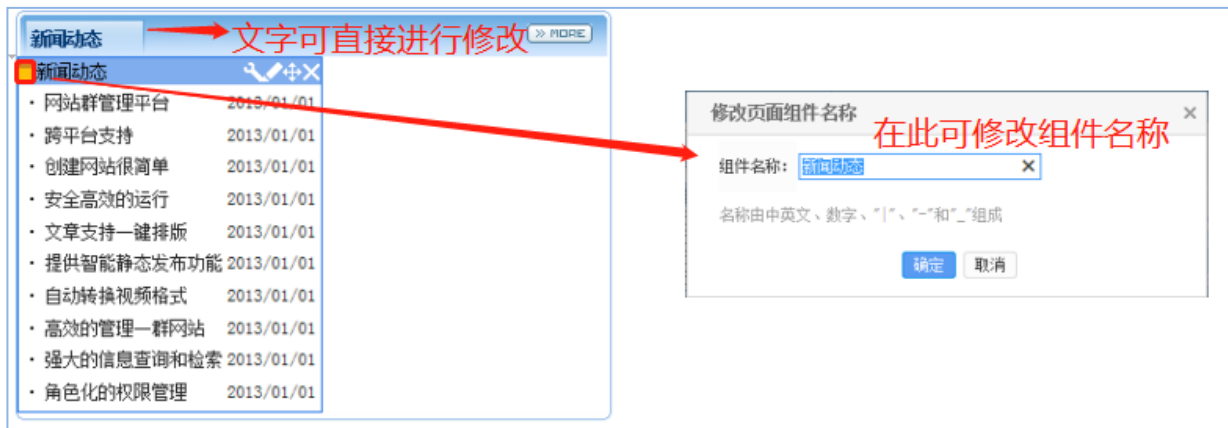 新闻动态
文字可直接进行修改
>> MORE
新闻动态
· 网站群管理平台 2013/01/01
· 跨平台支持 2013/01/01
· 创建网站很简单 2013/01/01
· 安全高效的运行 2013/01/01
· 文章支持一键排版 2013/01/01
· 提供智能静态发布功能 2013/01/01
· 自动转换视频格式 2013/01/01
· 高效的管理一群网站 2013/01/01
· 强大的信息查询和检索 2013/01/01
· 角色化的权限管理 2013/01/01
修改页面组件名称
在此可修改组件名称
组件名称: 新闻动态
名称由中英文、数字、"|"、"-"和"_"组成
确定 取消